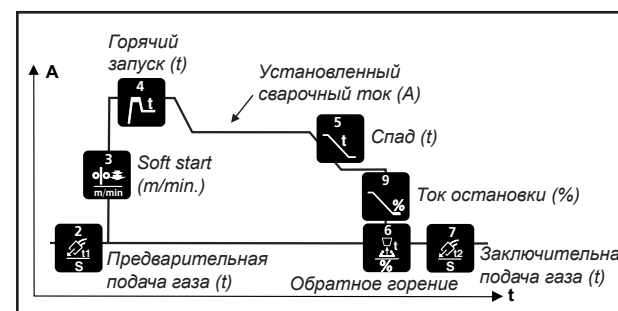 Горячий
запуск (t)
A
4
t
Установленный
сварочный ток (A)
5
t
Спад (t)
3
m/min
Soft start
(m/min.)
9
%
Ток остановки (%)
2
t1
S
Предварительная
подача газа (t)
6
t
%
Обратное горение
7
t2
S
Заключительна
подача газа (t)
t